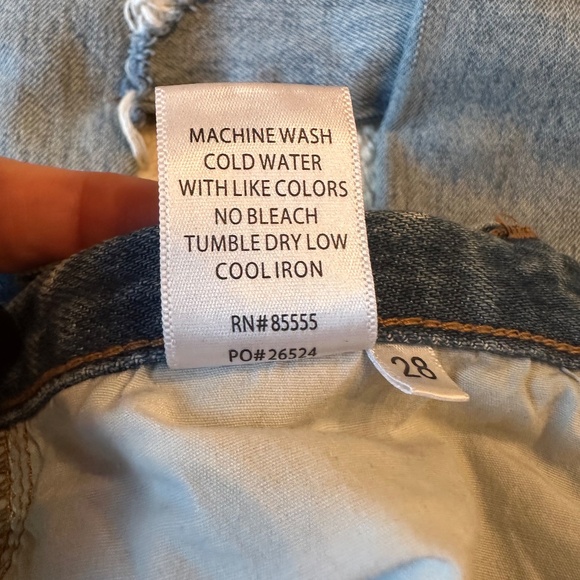 MACHINE WASH
COLD WATER
WITH LIKE COLORS
NO BLEACH
TUMBLE DRY LOW
COOL IRON
RN# 85555
PO# 26524
28